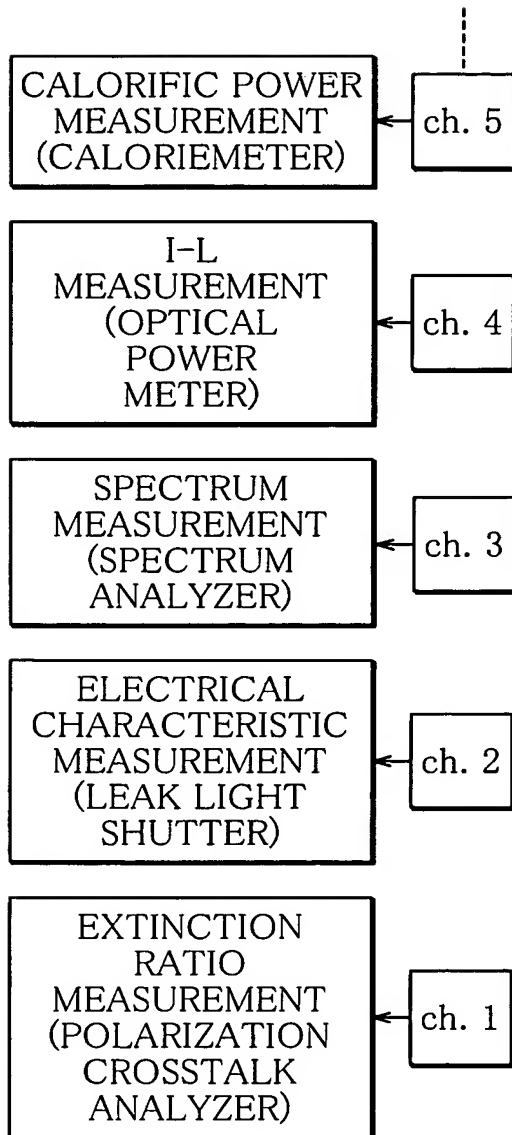 CALORIFIC POWER
MEASUREMENT
(CALORIEMETER)
ch. 5
I-L
MEASUREMENT
(OPTICAL
POWER
METER)
ch. 4
SPECTRUM
MEASUREMENT
(SPECTRUM
ANALYZER)
ch. 3
ELECTRICAL
CHARACTERISTIC
MEASUREMENT
(LEAK LIGHT
SHUTTER)
ch. 2
EXTINCTION
RATIO
MEASUREMENT
(POLARIZATION
CROSSTALK
ANALYZER)
ch. 1